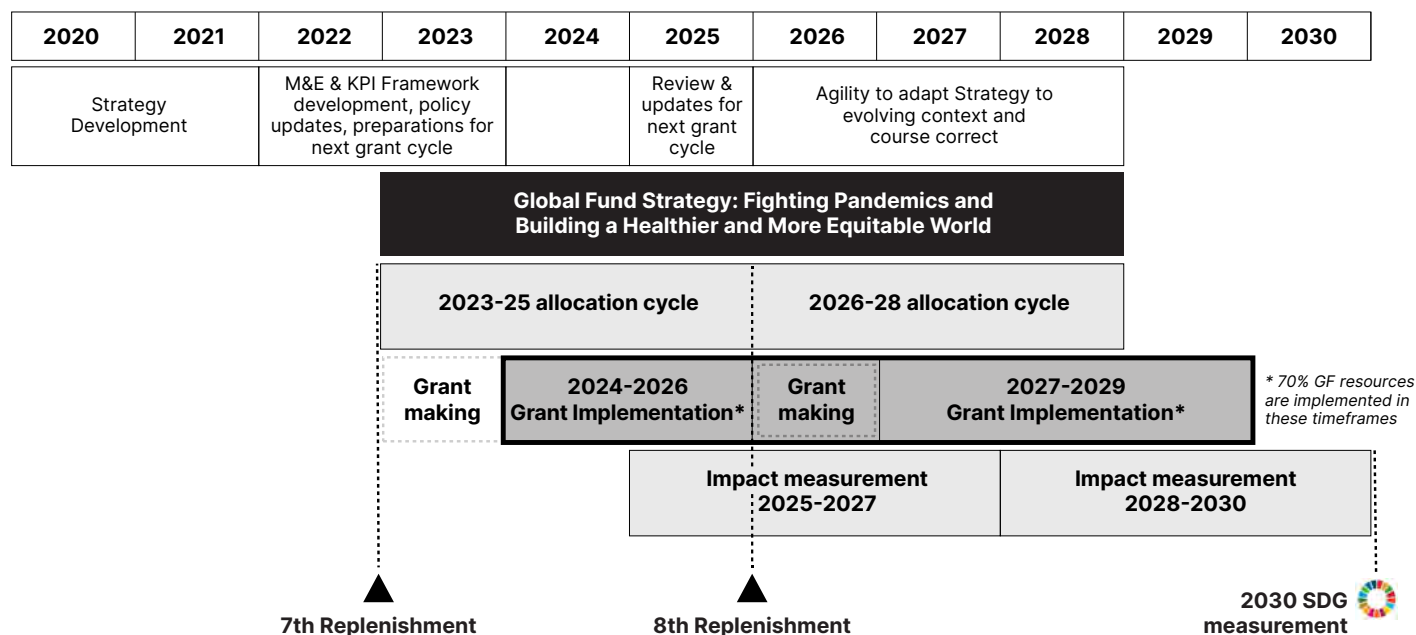 2020 2021 2022 2023 2024 2025 2026 2027 2028 2029 2030
Strategy
Development
M&E & KPI Framework
development, policy
updates, preparations for
next grant cycle
Review &
updates for
next grant
cycle
Agility to adapt Strategy to
evolving context and
course correct
Global Fund Strategy: Fighting Pandemics and
Building a Healthier and More Equitable World
2023-25 allocation cycle
2026-28 allocation cycle
Grant
making
2024-2026
Grant Implementation*
Grant
making
2027-2029
Grant Implementation*
* 70% GF resources
are implemented in
these timeframes
Impact measurement
2025-2027
Impact measurement
2028-2030
7th Replenishment
8th Replenishment
2030 SDG
measurement